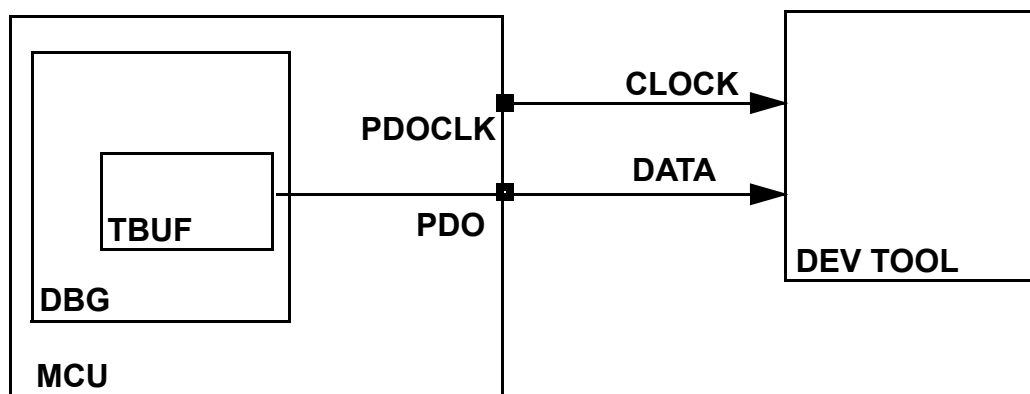 CLOCK
PDOCLK
DATA
TBUF
PDO
DEV TOOL
DBG
MCU